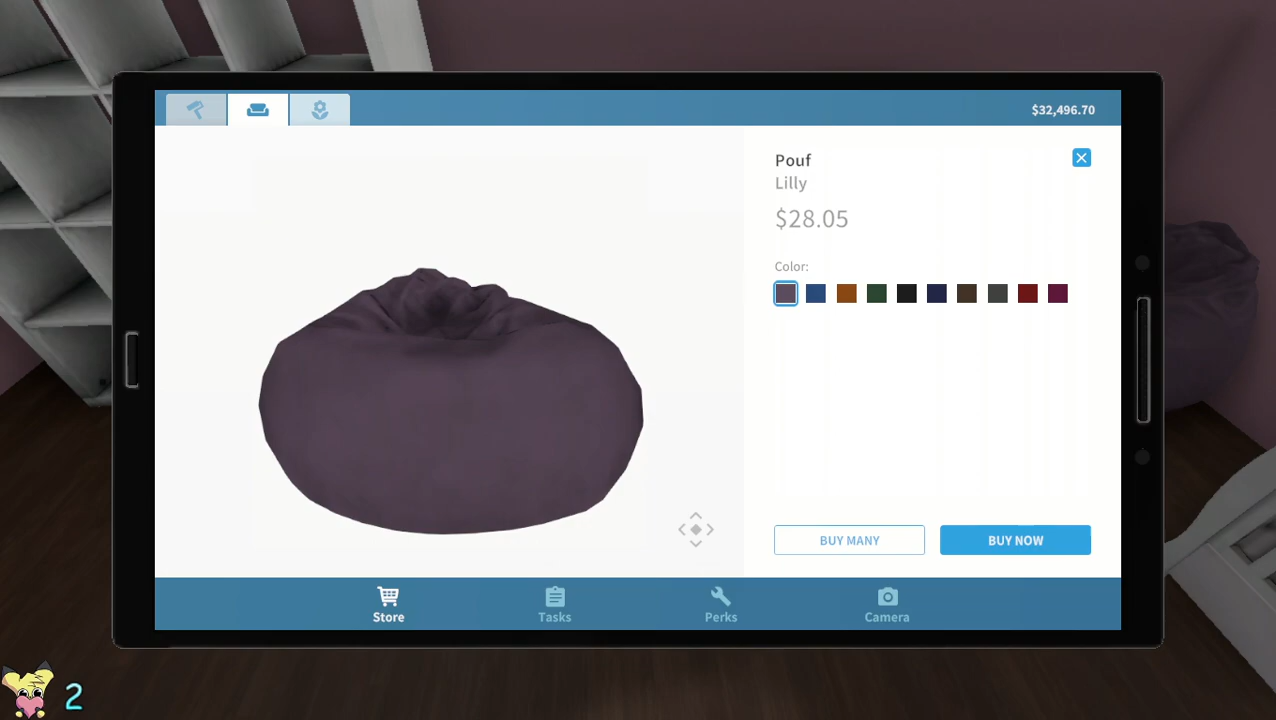 $32,496.70
Pouf
Lilly
$28.05
Color:
BUY MANY
BUY NOW
Store
Tasks
Perks
Camera
2